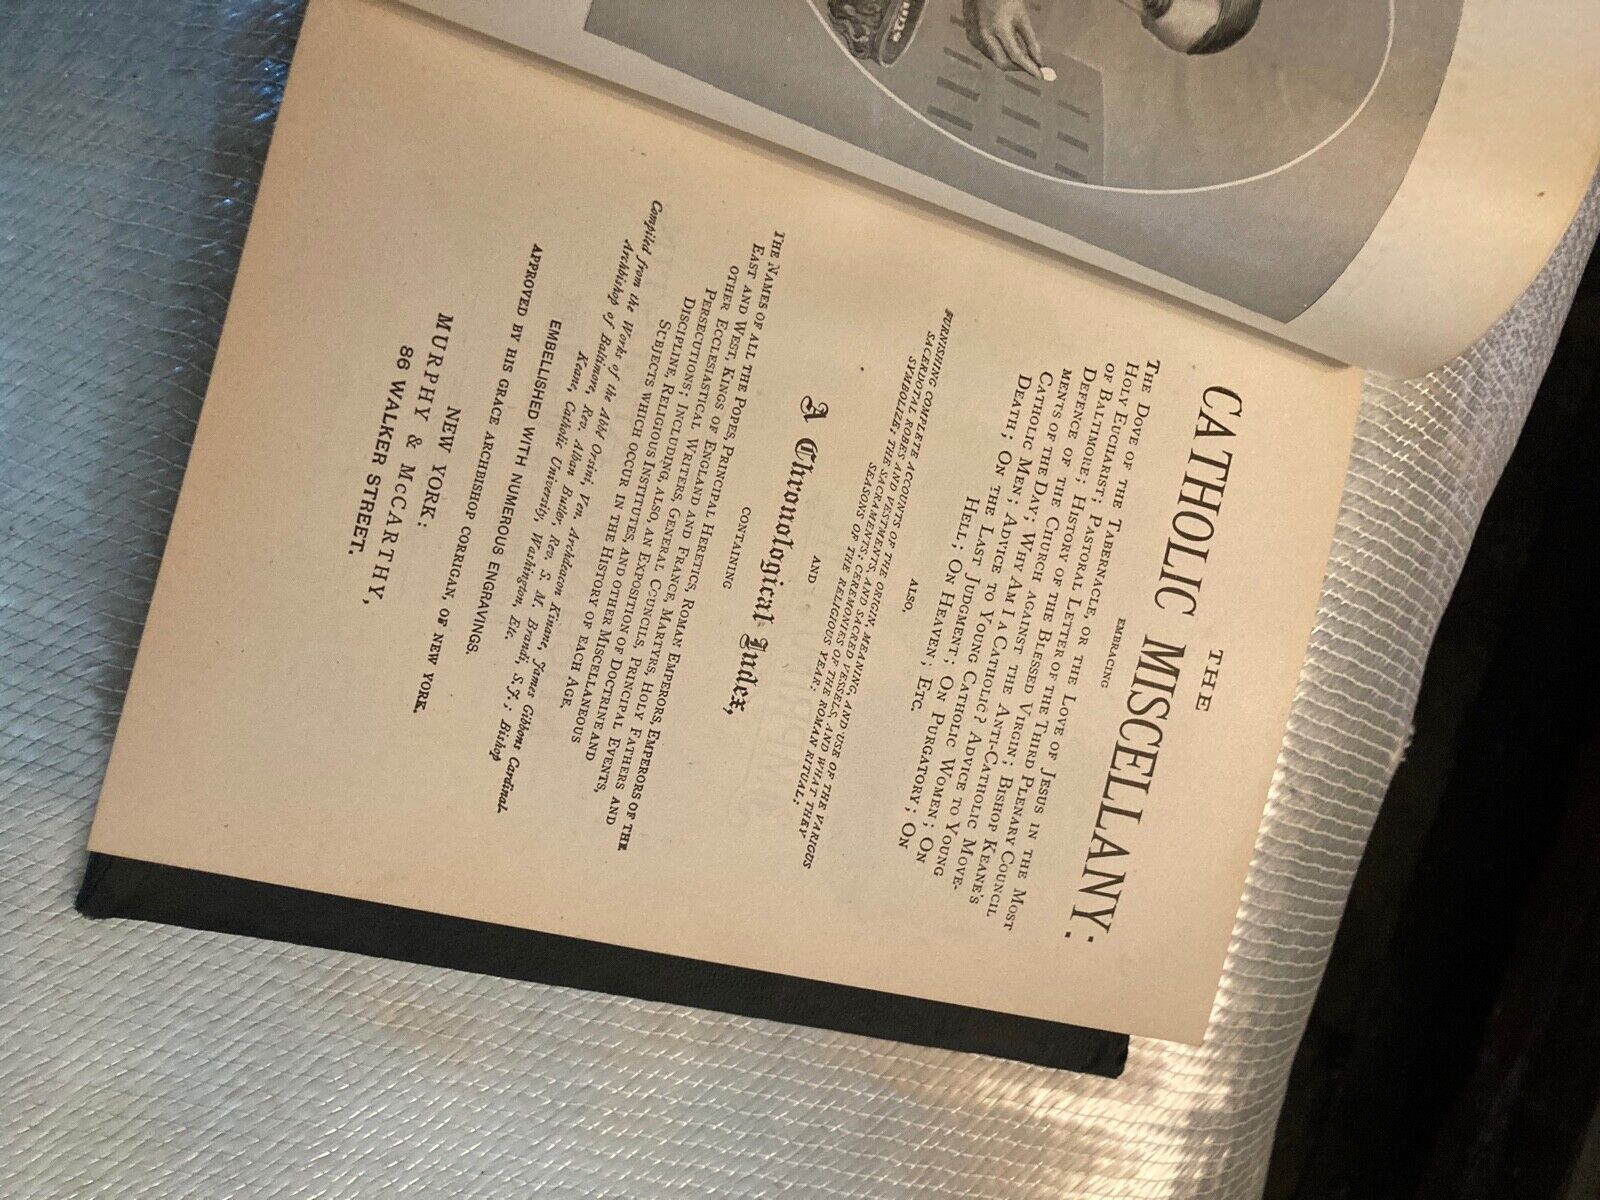 THE
CATHOLIC MISCELLANY:
EMBRACING
THE DOVE OF THE TABERNACLE, OR THE LOVE OF JESUS IN THE MOST
HOLY EUCHARIST; PASTORAL LETTER OF THE THIRD PLENARY COUNCIL
OF BALTIMORE; HISTORY OF THE BLESSED VIRGIN; BISHOP KEANE'S
DEFENCE OF THE CHURCH AGAINST THE ANTI-CATHOLIC MOVE-
MENTS OF THE DAY; WHY AM I A CATHOLIC? ADVICE TO YOUNG
CATHOLIC MEN; ADVICE TO YOUNG CATHOLIC WOMEN; ON
DEATH; ON THE LAST JUDGMENT; ON PURGATORY; ON
HELL; ON HEAVEN; ETC.
ALSO,
FURNISHING COMPLETE ACCOUNTS OF THE ORIGIN, MEANING, AND USE OF
SACERDOTAL ROBES AND VESTMENTS, AND SACRED VESSELS, AND WHAT THEY
SYMBOLIZE; THE SACRAMENTS; CEREMONIES OF THE VARIOUS
SEASONS OF THE RELIGIOUS YEAR; ROMAN RITUAL;
AND
A Chronological Index,
CONTAINING
THE NAMES OF ALL THE POPES, PRINCIPAL HERETICS, ROMAN EMPERORS, EMPERORS OF THE
EAST AND WEST, KINGS OF ENGLAND AND FRANCE, MARTYRS, HOLY FATHERS AND
OTHER ECCLESIASTICAL WRITERS, GENERAL COUNCILS, PRINCIPAL EVENTS,
PERSECUTIONS; INCLUDING, ALSO, AN EXPOSITION OF DOCTRINE AND
DISCIPLINE, RELIGIOUS INSTITUTES, AND OTHER MISCELLANEOUS
SUBJECTS WHICH OCCUR IN THE HISTORY OF EACH AGE.
Compiled from the Works of the Abbé Orsini, Ven. Archdeacon Kinane, James Gibbons Cardinal
Archbishop of Baltimore, Rev. Alban Butler, Rev. S. M. Brandi, S.J.; Bishop
Keane, Catholic University, Washington, Etc.
EMBELLISHED WITH NUMEROUS ENGRAVINGS.
APPROVED BY HIS GRACE ARCHBISHOP CORRIGAN, OF NEW YORK.
NEW YORK:
MURPHY & McCARTHY,
86 WALKER STREET.